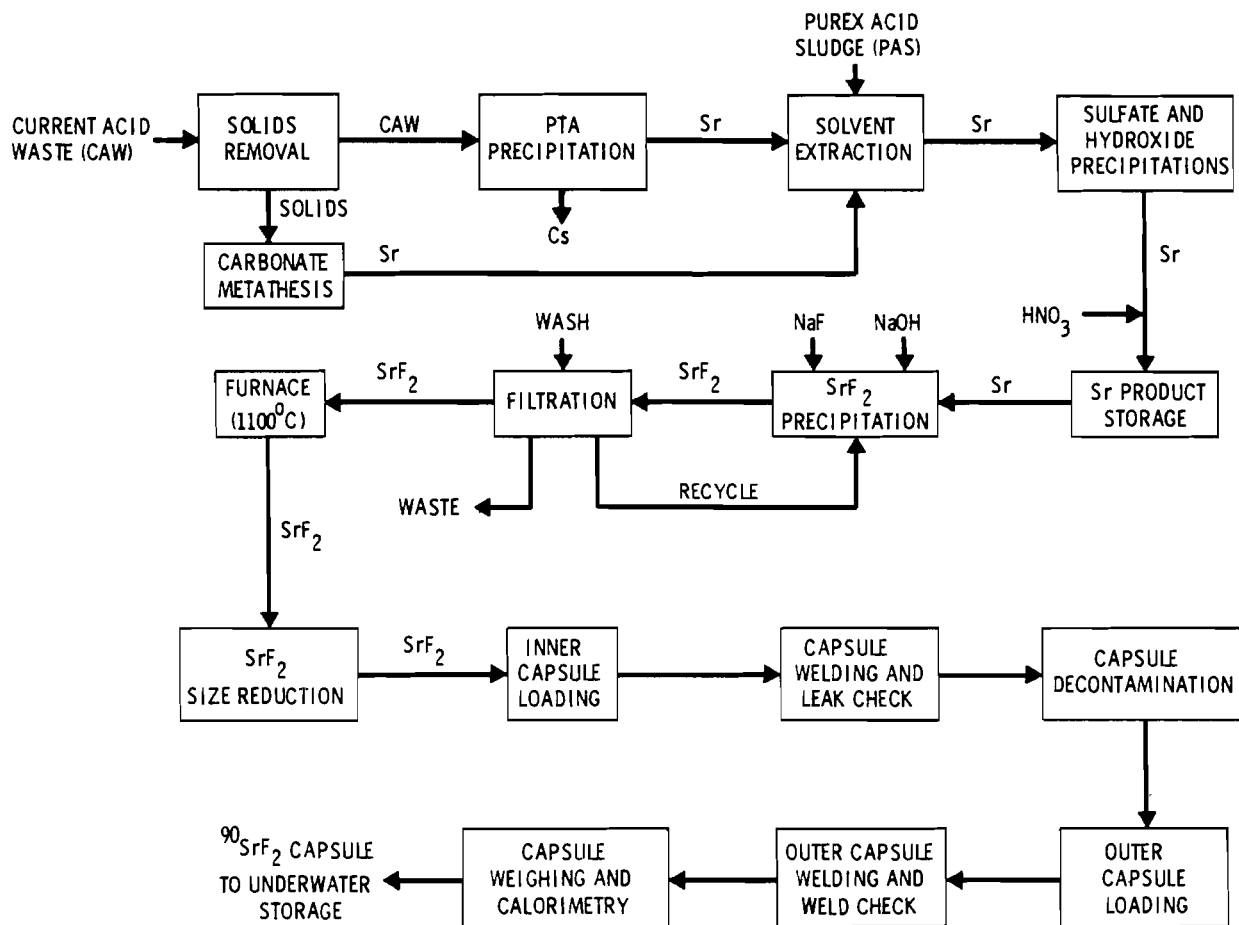 PUREX ACID
SLUDGE (PAS)
CURRENT ACID
WASTE (CAW)
SOLIDS
REMOVAL
CAW
PTA
PRECIPITATION
Sr
SOLVENT
EXTRACTION
Sr
SULFATE AND
HYDROXIDE
PRECIPITATIONS
SOLIDS
Cs
CARBONATE
METATHESIS
Sr
Sr
HNO3
WASH
NaF
NaOH
FURNACE
(1100⁰C)
SrF2
FILTRATION
SrF2
SrF2
PRECIPITATION
Sr
Sr PRODUCT
STORAGE
WASTE
RECYCLE
SrF2
SrF2
SIZE REDUCTION
SrF2
INNER
CAPSULE
LOADING
CAPSULE
WELDING AND
LEAK CHECK
CAPSULE
DECONTAMINATION
90SrF2 CAPSULE
TO UNDERWATER
STORAGE
CAPSULE
WEIGHING AND
CALORIMETRY
OUTER CAPSULE
WELDING AND
WELD CHECK
OUTER
CAPSULE
LOADING